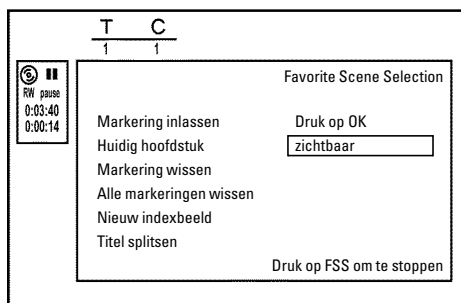 T C
1 1
RW pause
0:03:40
0:00:14
Favorite Scene Selection
Markering inlassen Druk op OK
Huidig hoofdstuk zichtbaar
Markering wissen
Alle markeringen wissen
Nieuw indexbeeld
Titel splitsen
Druk op FSS om te stoppen